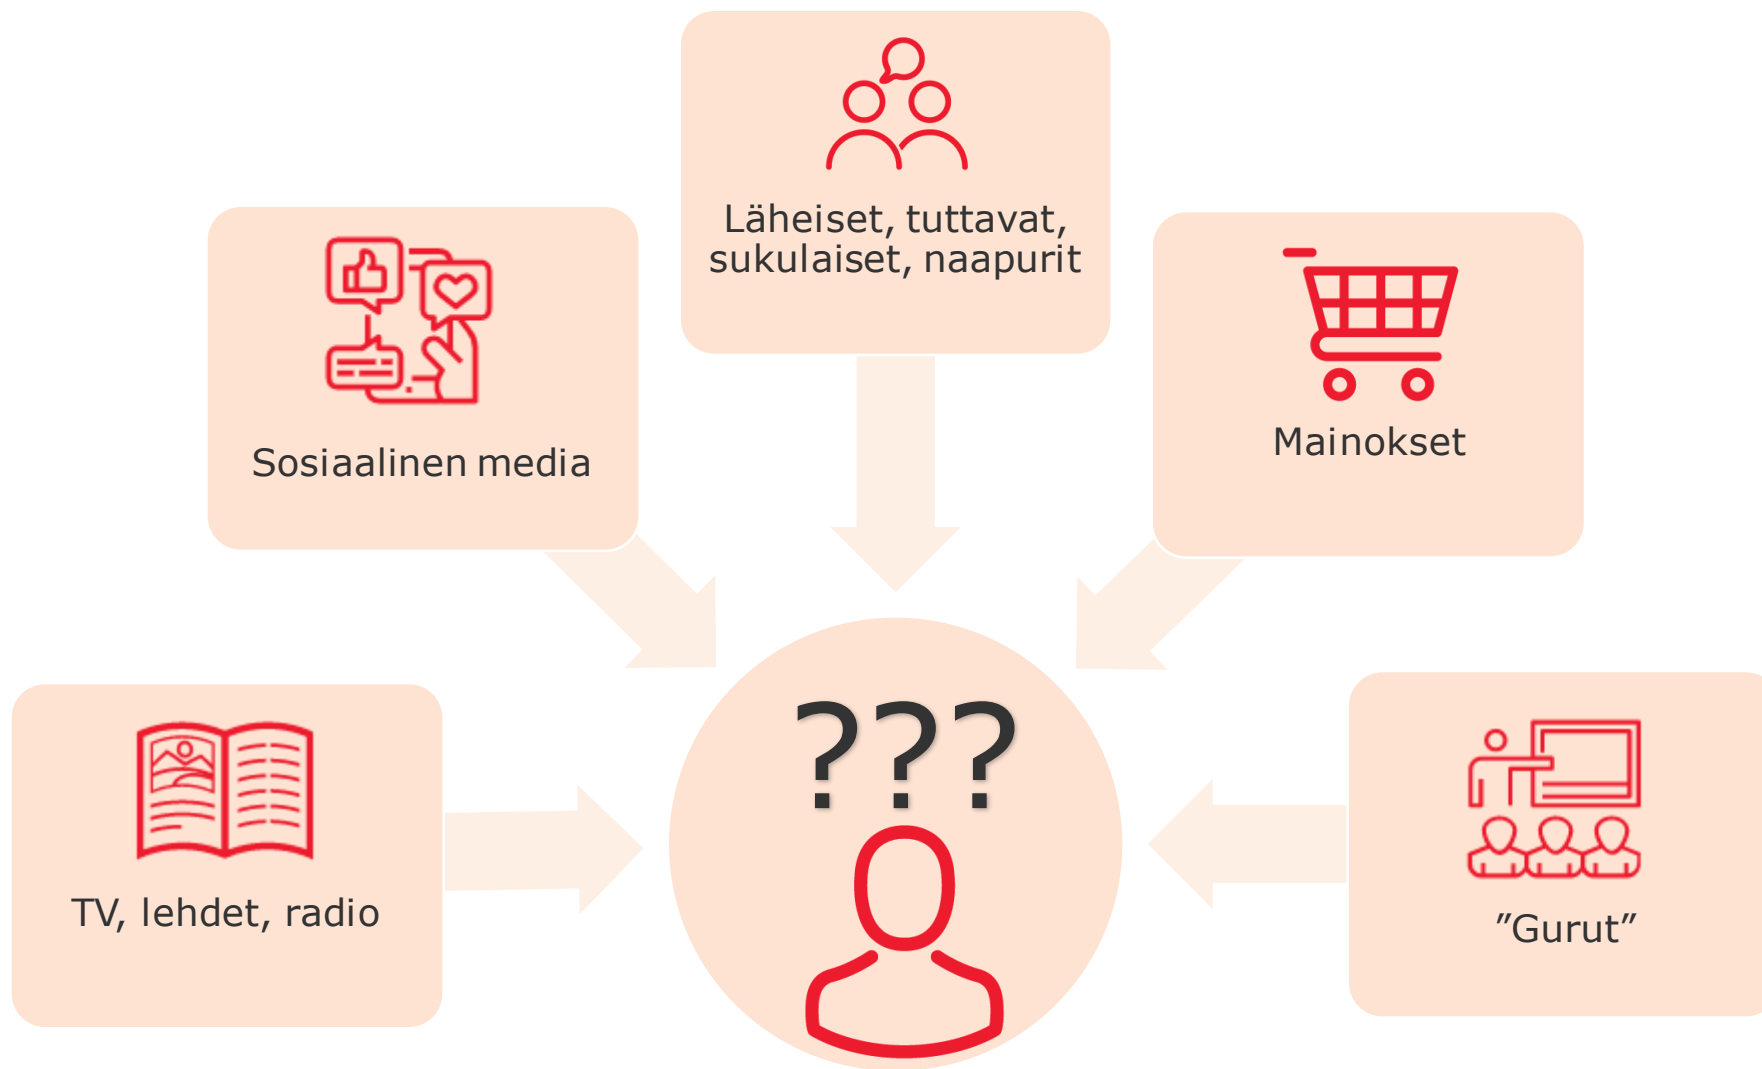 Läheiset, tuttavat,
sukulaiset, naapurit
Sosiaalinen media
Mainokset
TV, lehdet, radio
”Gurut”
???